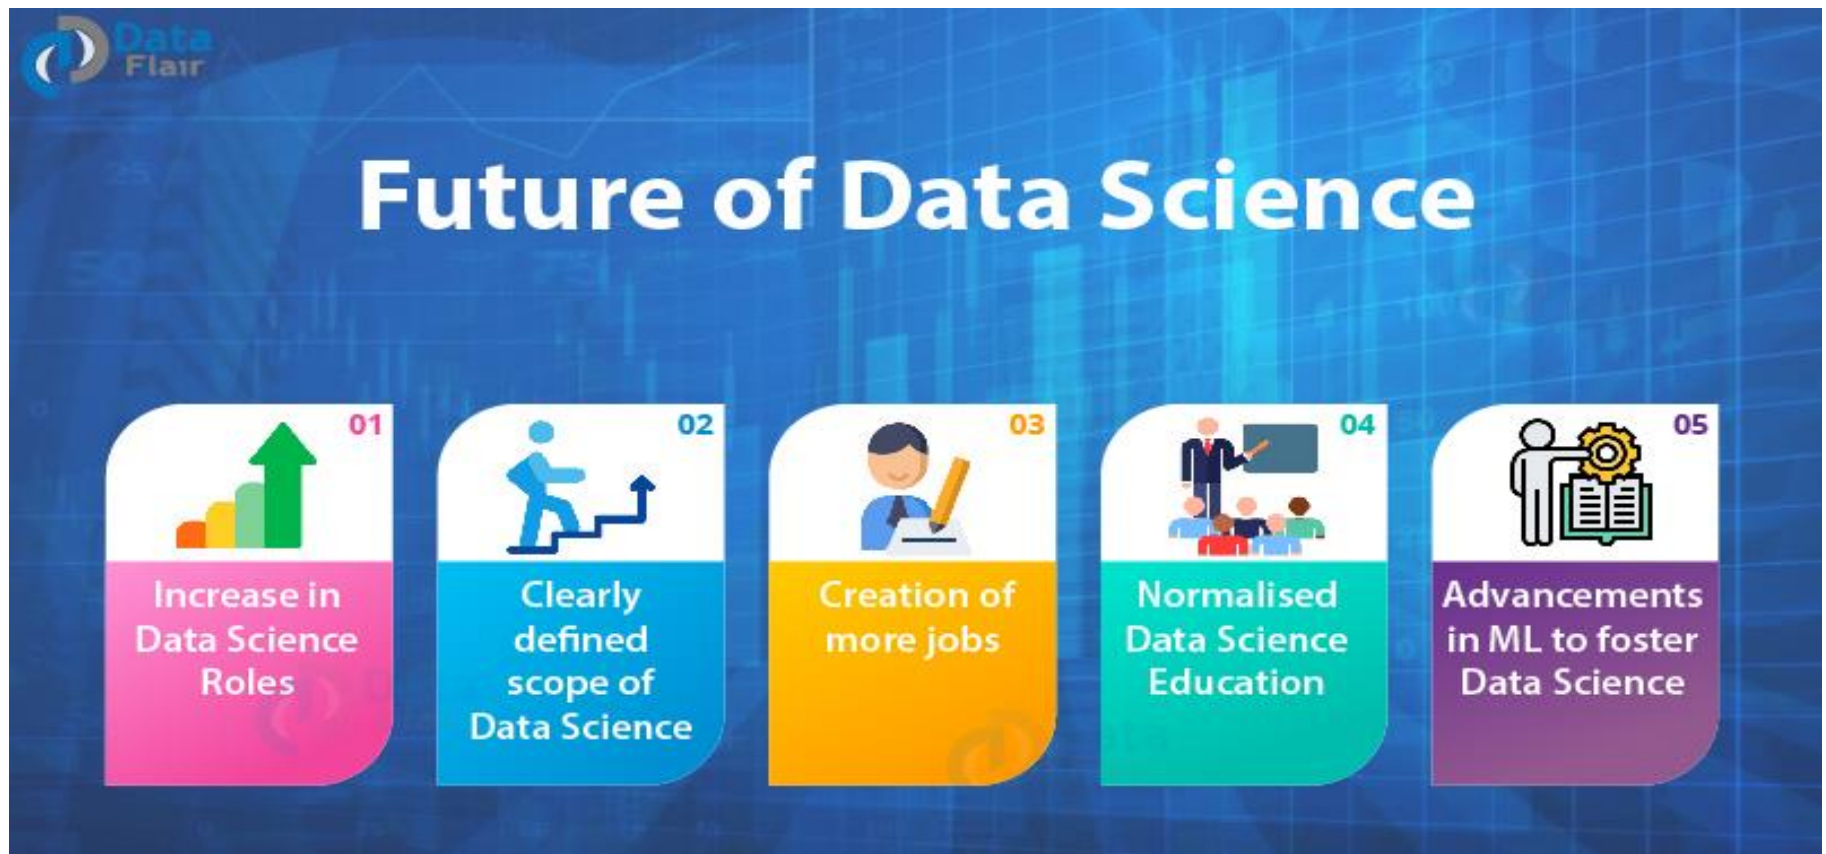 Data
Flair
Future of Data Science
01
Increase in
Data Science
Roles
02
Clearly
defined
scope of
Data Science
03
Creation of
more jobs
04
Normalised
Data Science
Education
05
Advancements
in ML to foster
Data Science